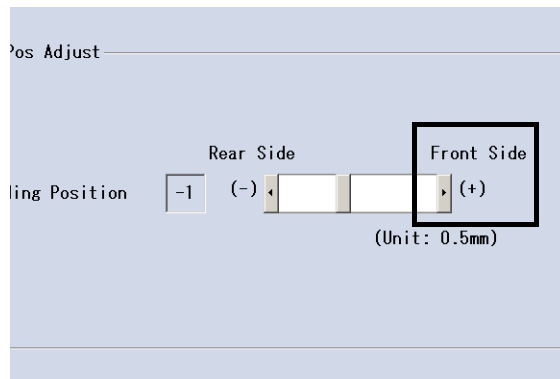 Pos Adjust
Rear Side Front Side
ling Position -1 (-) (+)
(Unit: 0.5mm)